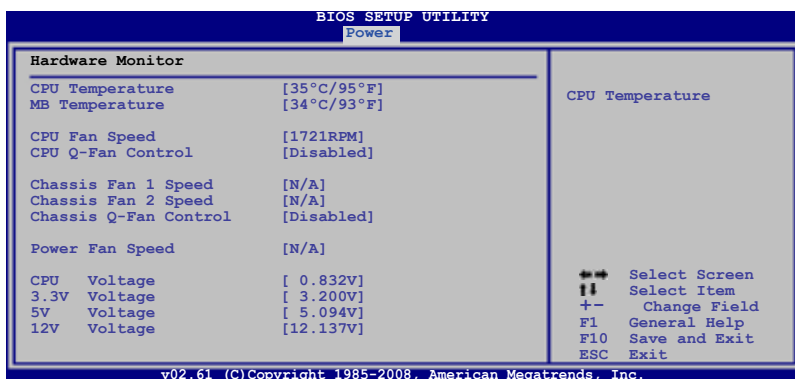 BIOS SETUP UTILITY
Power
Hardware Monitor
CPU Temperature [35°C/95°F]
MB Temperature [34°C/93°F]
CPU Fan Speed [1721RPM]
CPU Q-Fan Control [Disabled]
Chassis Fan 1 Speed [N/A]
Chassis Fan 2 Speed [N/A]
Chassis Q-Fan Control [Disabled]
Power Fan Speed [N/A]
CPU Voltage [ 0.832V]
3.3V Voltage [ 3.200V]
5V Voltage [ 5.094V]
12V Voltage [12.137V]
CPU Temperature
←→ Select Screen
↑↓ Select Item
+- Change Field
F1 General Help
F10 Save and Exit
ESC Exit
v02.61 (C)Copyright 1985-2008, American Megatrends, Inc.